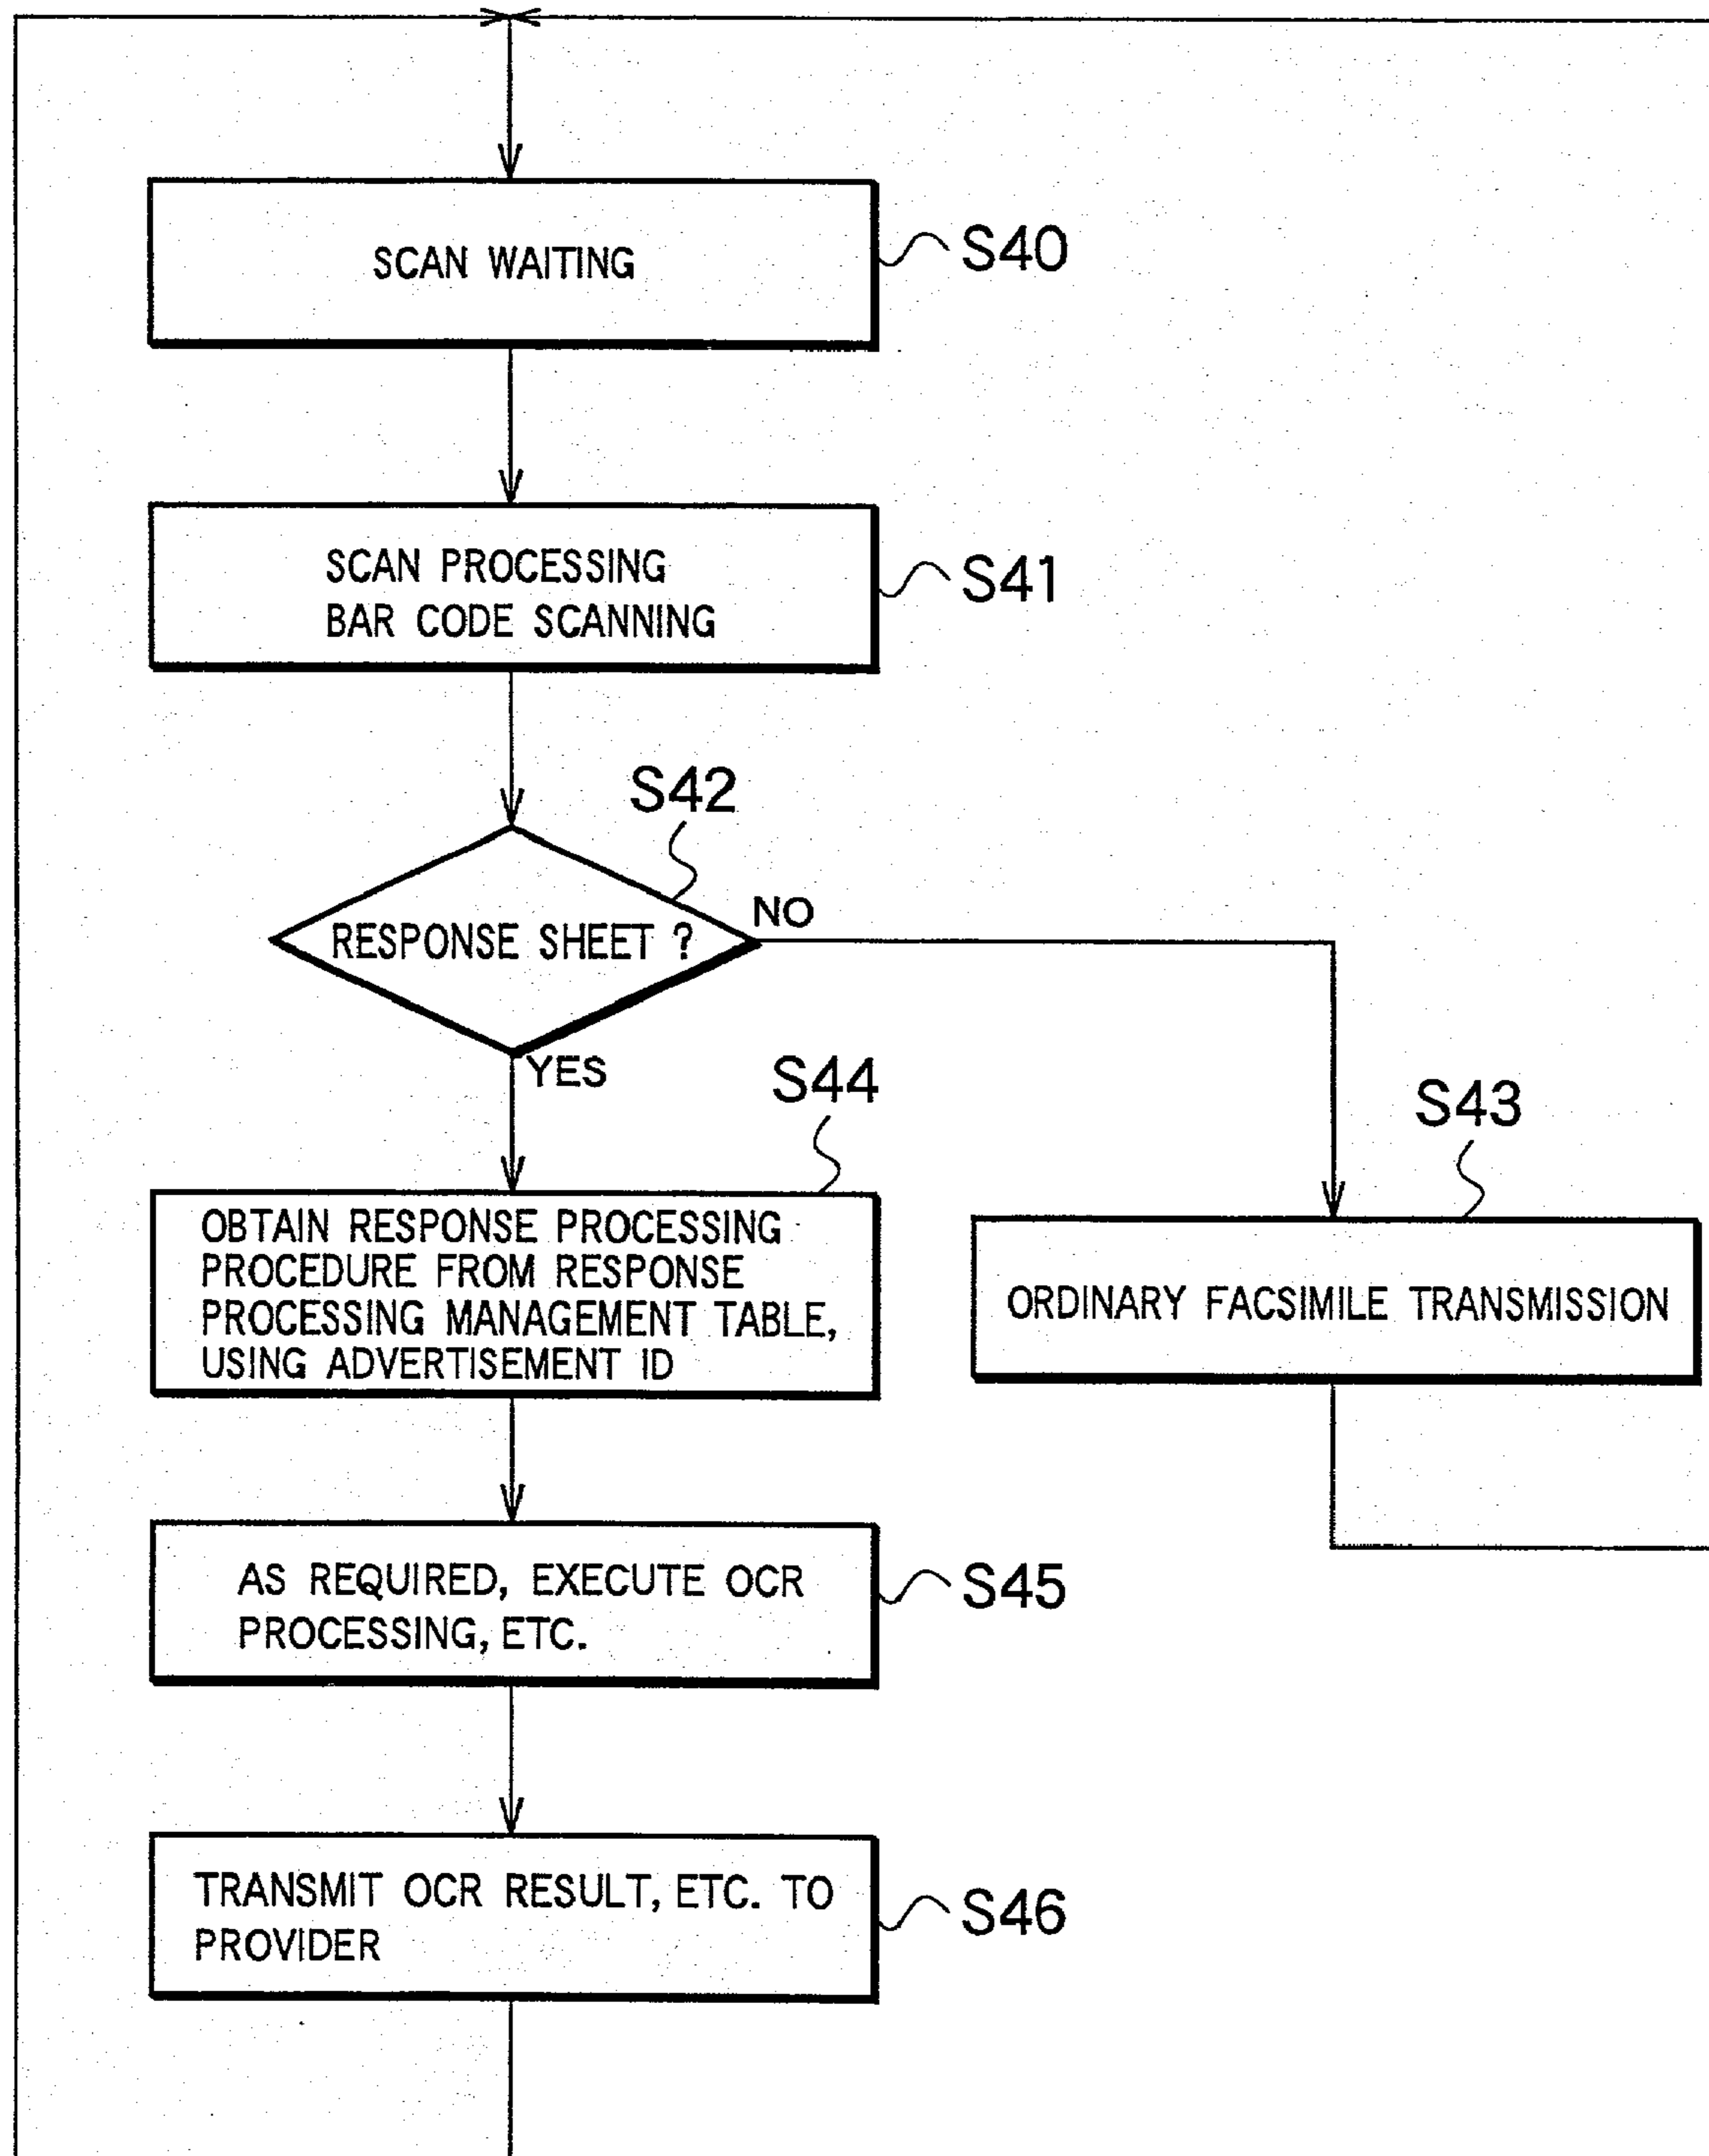 SCAN WAITING
S40
SCAN PROCESSING
BAR CODE SCANNING
S41
S42
RESPONSE SHEET ?
NO
YES
S44
OBTAIN RESPONSE PROCESSING
PROCEDURE FROM RESPONSE
PROCESSING MANAGEMENT TABLE,
USING ADVERTISEMENT ID
S43
ORDINARY FACSIMILE TRANSMISSION
AS REQUIRED, EXECUTE OCR
PROCESSING, ETC.
S45
TRANSMIT OCR RESULT, ETC. TO
PROVIDER
S46